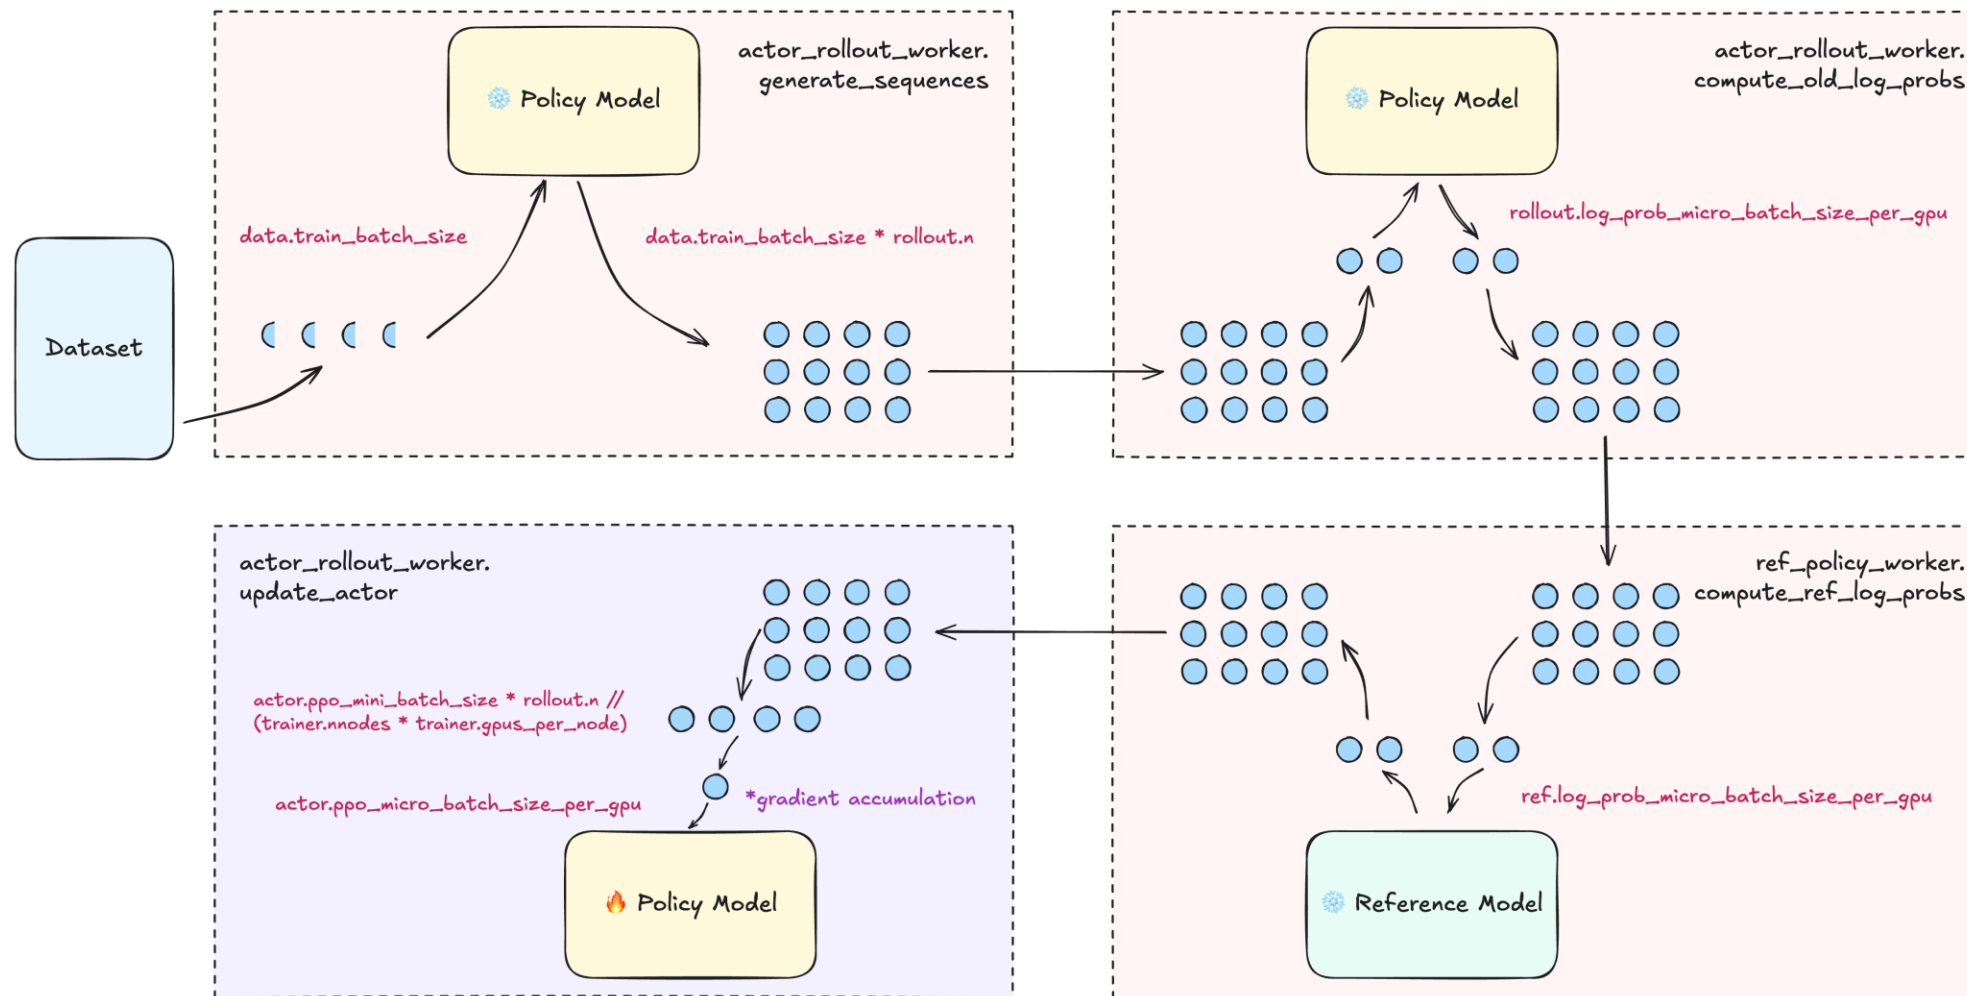 actor_rollout_worker.
generate_sequences
❄️ Policy Model
data.train_batch_size
data.train_batch_size * rollout.n
Dataset
actor_rollout_worker.
compute_old_log_probs
❄️ Policy Model
rollout.log_prob_micro_batch_size_per_gpu
ref_policy_worker.
compute_ref_log_probs
ref.log_prob_micro_batch_size_per_gpu
❄️ Reference Model
actor_rollout_worker.
update_actor
actor.ppo_mini_batch_size * rollout.n //
(trainer.nnodes * trainer.gpus_per_node)
actor.ppo_micro_batch_size_per_gpu
*gradient accumulation
🔥 Policy Model